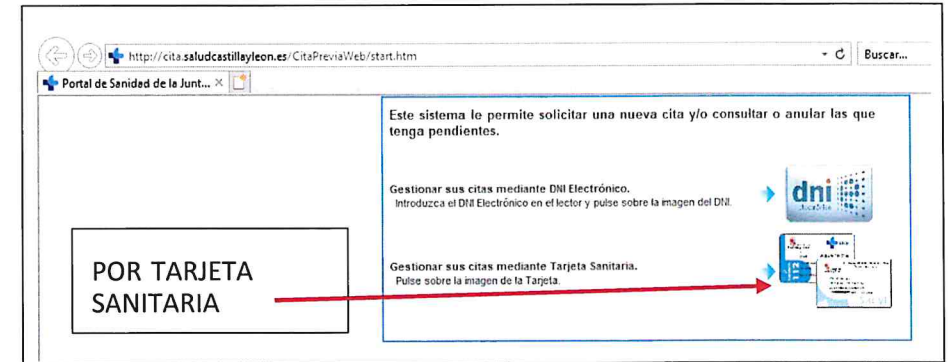 http://cita.saludcastillayleon.es/CitaPreviaWeb/start.htm
Buscar...
Portal de Sanidad de la Junt...
Este sistema le permite solicitar una nueva cita y/o consultar o anular las que
tenga pendientes.
Gestionar sus citas mediante DNI Electrónico.
Introduzca el DNI Electrónico en el lector y pulse sobre la imagen del DNI.
dni
Gestionar sus citas mediante Tarjeta Sanitaria.
Pulse sobre la imagen de la Tarjeta.
POR TARJETA
SANITARIA